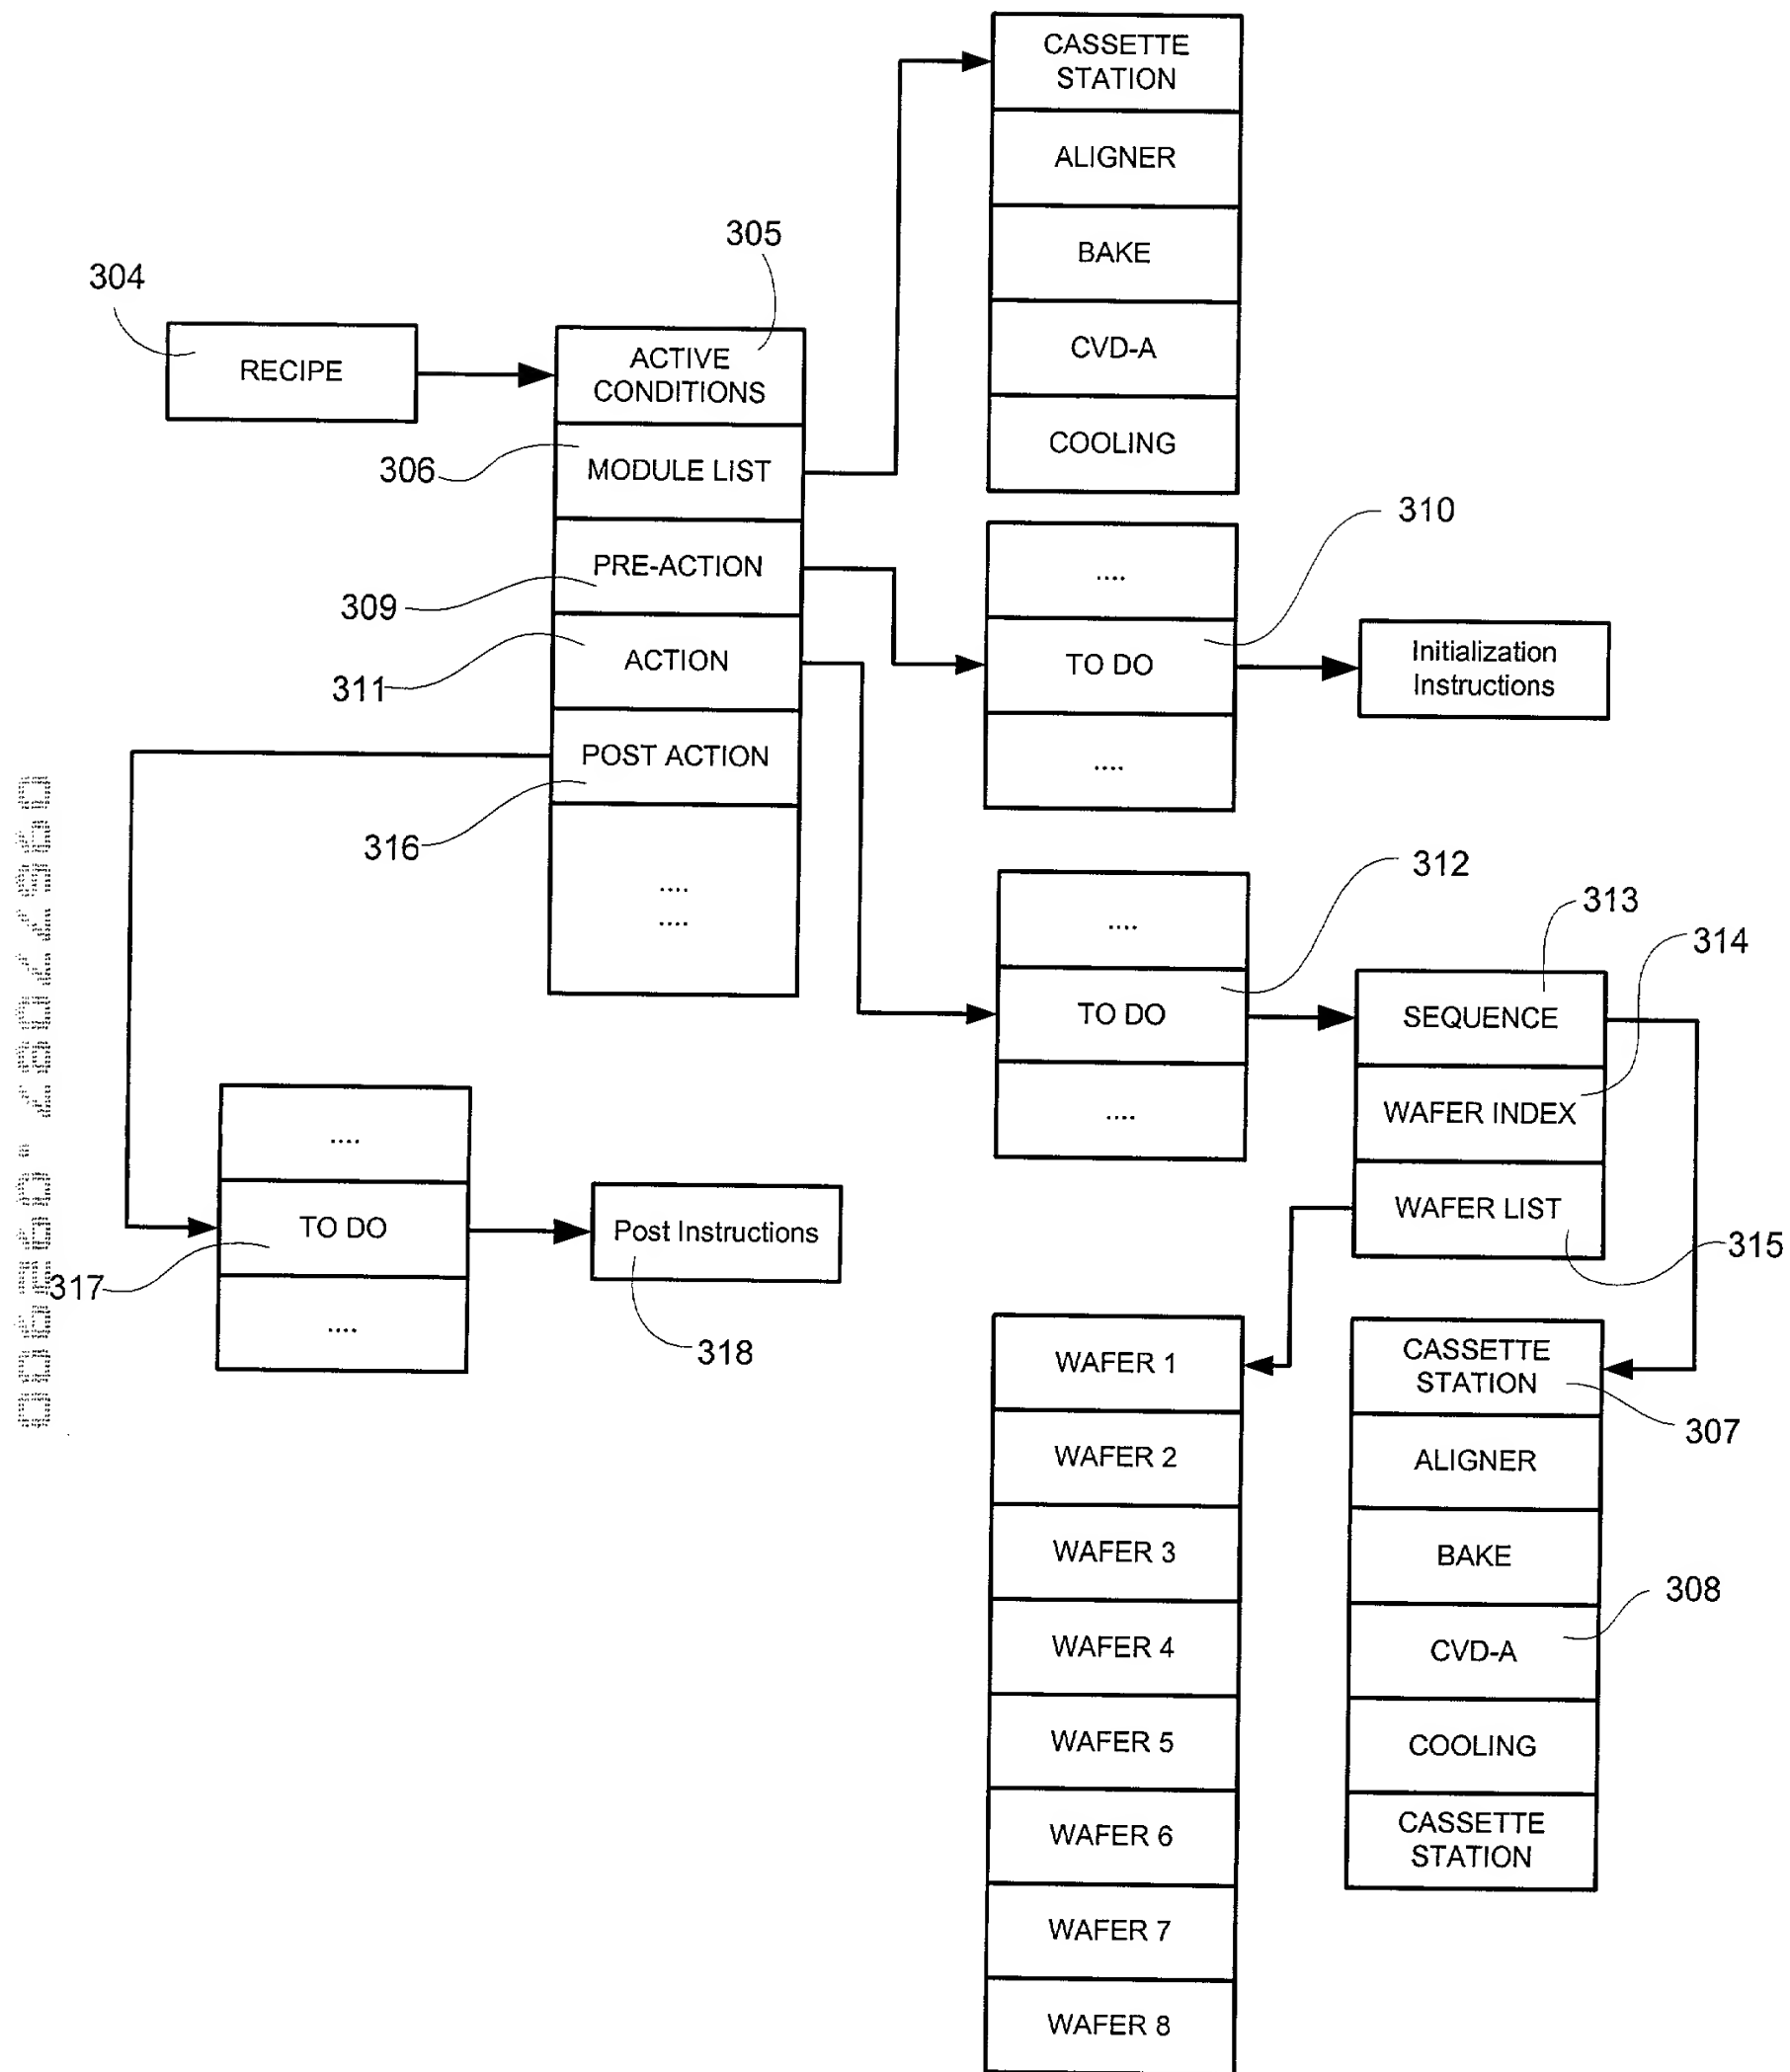 CASSETTE
STATION
ALIGNER
BAKE
CVD-A
COOLING
304
RECIPE
305
ACTIVE
CONDITIONS
306
MODULE LIST
309
PRE-ACTION
311
ACTION
316
POST ACTION
....
....
310
....
TO DO
....
Initialization
Instructions
312
....
TO DO
....
313
314
SEQUENCE
WAFER INDEX
WAFER LIST
315
....
TO DO
....
317
Post Instructions
318
WAFER 1
WAFER 2
WAFER 3
WAFER 4
WAFER 5
WAFER 6
WAFER 7
WAFER 8
CASSETTE
STATION
307
ALIGNER
BAKE
308
CVD-A
COOLING
CASSETTE
STATION